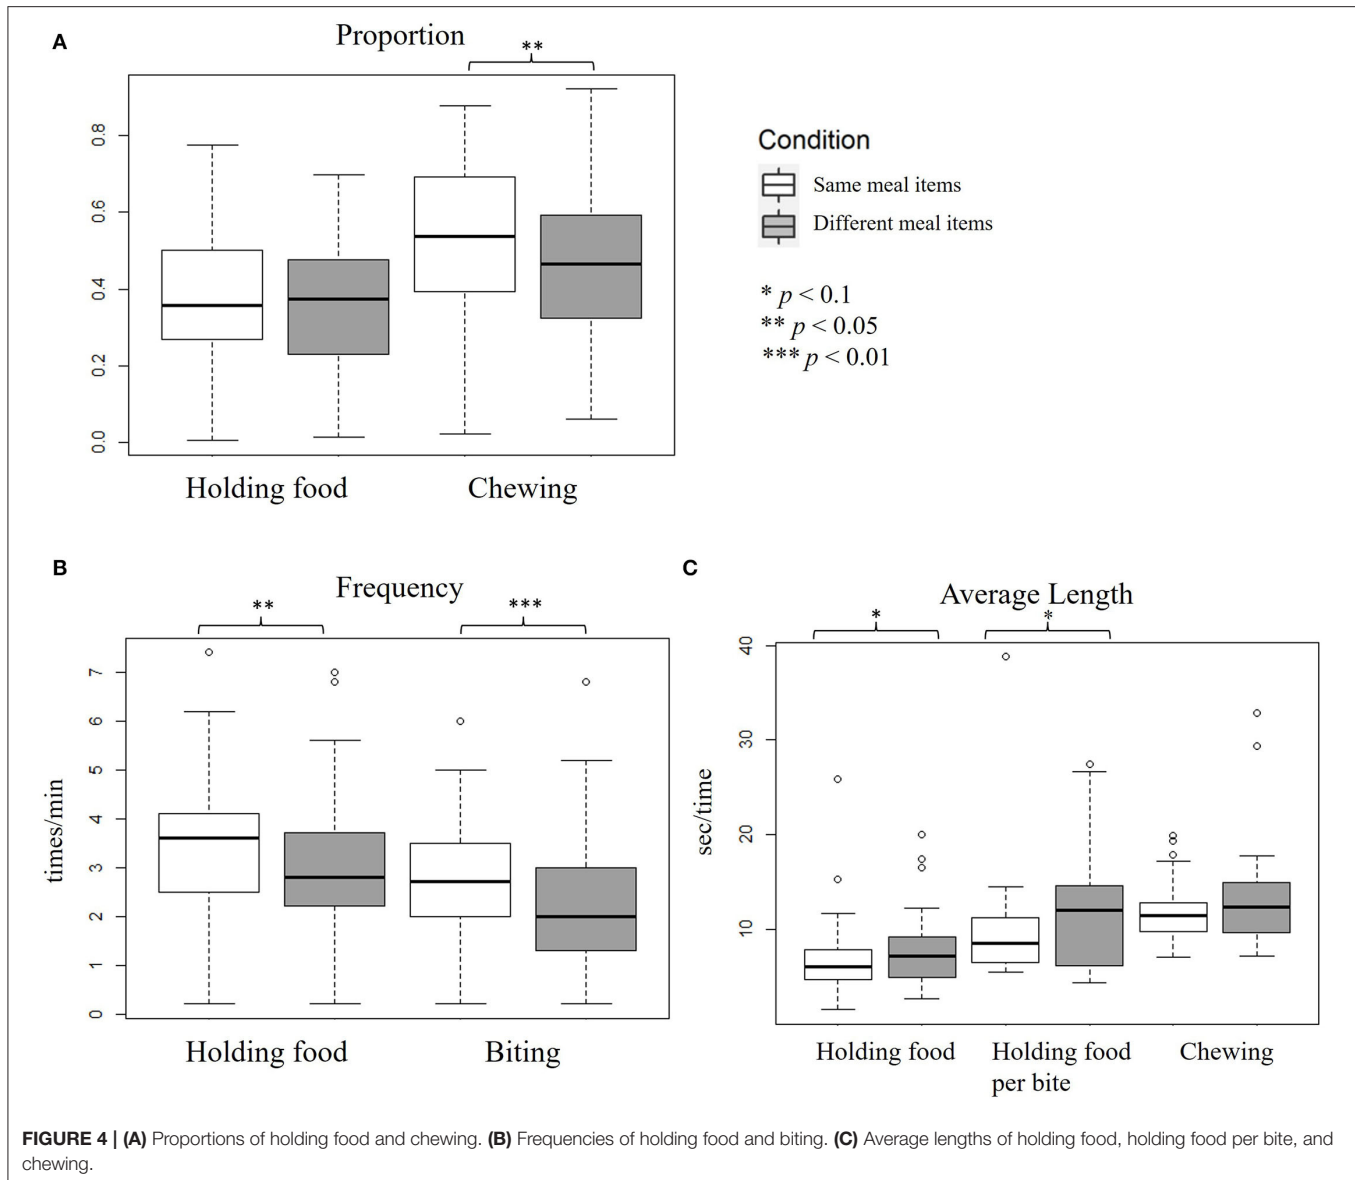 (A)
Proportion
**
0.8
0.6
0.4
0.2
0.0
Holding food
Chewing
Condition
Same meal items
Different meal items
* p < 0.1
** p < 0.05
*** p < 0.01
B
Frequency
**
***
7
6
5
4
3
2
1
0
times/min
Holding food
Biting
C
Average Length
*
*
40
30
20
10
sec/time
Holding food
Holding food
per bite
Chewing
FIGURE 4 | (A) Proportions of holding food and chewing. (B) Frequencies of holding food and biting. (C) Average lengths of holding food, holding food per bite, and
chewing.